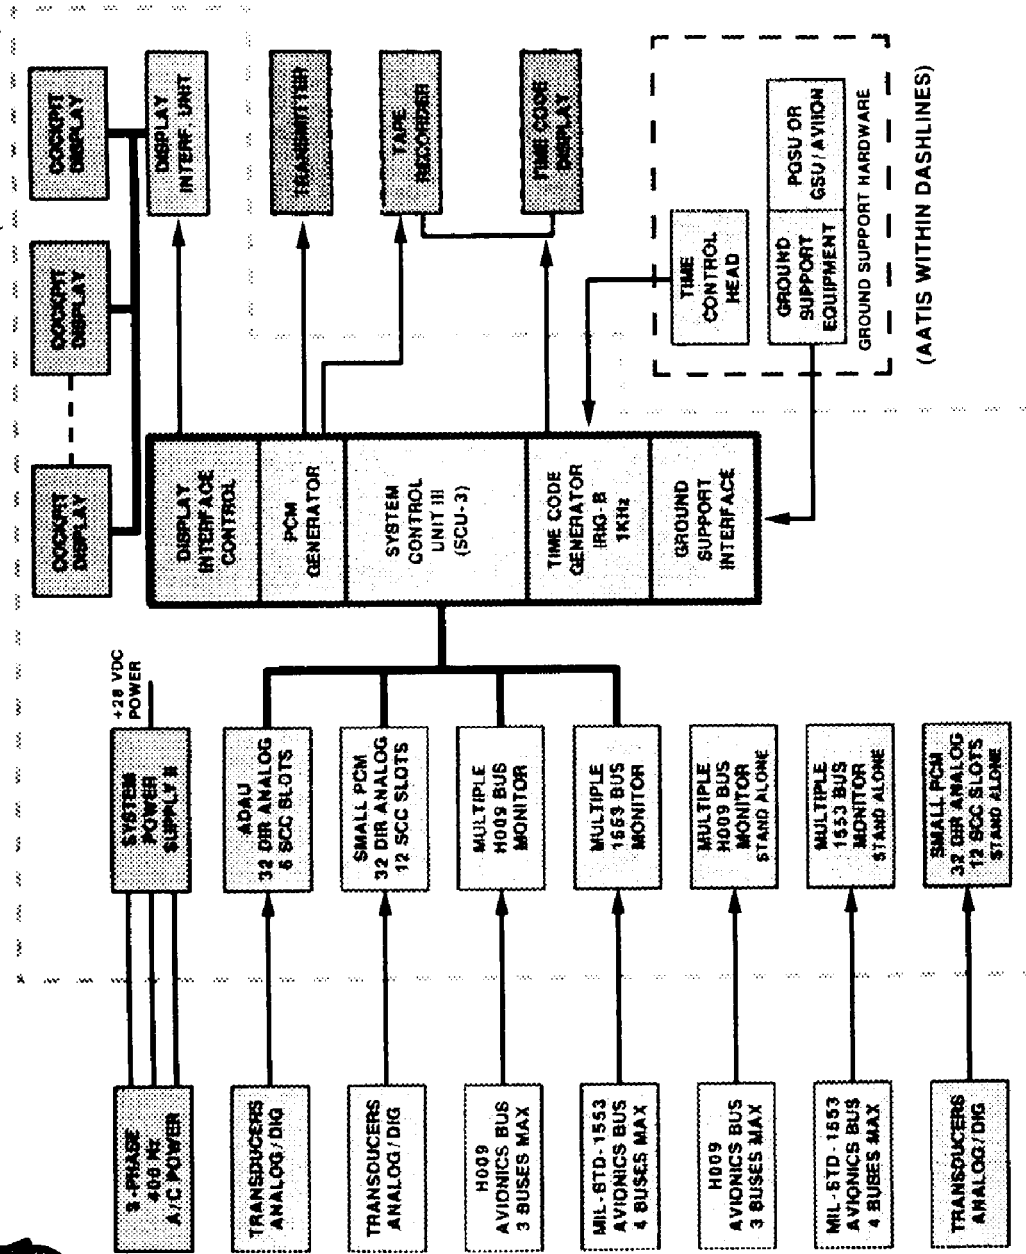 3-PHASE
400 Hz
A/C POWER
TRANSDUCERS
ANALOG/DIG
TRANSDUCERS
ANALOG/DIG
H009
AVIONICS BUS
3 BUSES MAX
MIL-STD-1553
AVIONICS BUS
4 BUSES MAX
H009
AVIONICS BUS
3 BUSES MAX
MIL-STD-1553
AVIONICS BUS
4 BUSES MAX
TRANSDUCERS
ANALOG/DIG
+28 VDC
POWER
SYSTEM
POWER
SUPPLY II
ADAU
32 DIR ANALOG
6 SCC SLOTS
SMALL PCM
32 DIR ANALOG
12 SCC SLOTS
MULTIPLE
H009 BUS
MONITOR
MULTIPLE
1553 BUS
MONITOR
MULTIPLE
H009 BUS
MONITOR
STAND ALONE
MULTIPLE
1553 BUS
MONITOR
STAND ALONE
SMALL PCM
32 DIR ANALOG
12 SCC SLOTS
STAND ALONE
DISPLAY
INTERFACE
CONTROL
PCM
GENERATOR
SYSTEM
CONTROL
UNIT III
(SCU-3)
TIME CODE
GENERATOR
IRIG-B
1KHz
GROUND
SUPPORT
INTERFACE
COCKPIT
DISPLAY
COCKPIT
DISPLAY
COCKPIT
DISPLAY
DISPLAY
INTERF. UNIT
TRANSMITTER
TAPE
RECORDER
TIME CODE
DISPLAY
TIME
CONTROL
HEAD
GROUND
SUPPORT
EQUIPMENT
PGSU OR
GSU/AVIION
GROUND SUPPORT HARDWARE
(AATIS WITHIN DASHLINES)